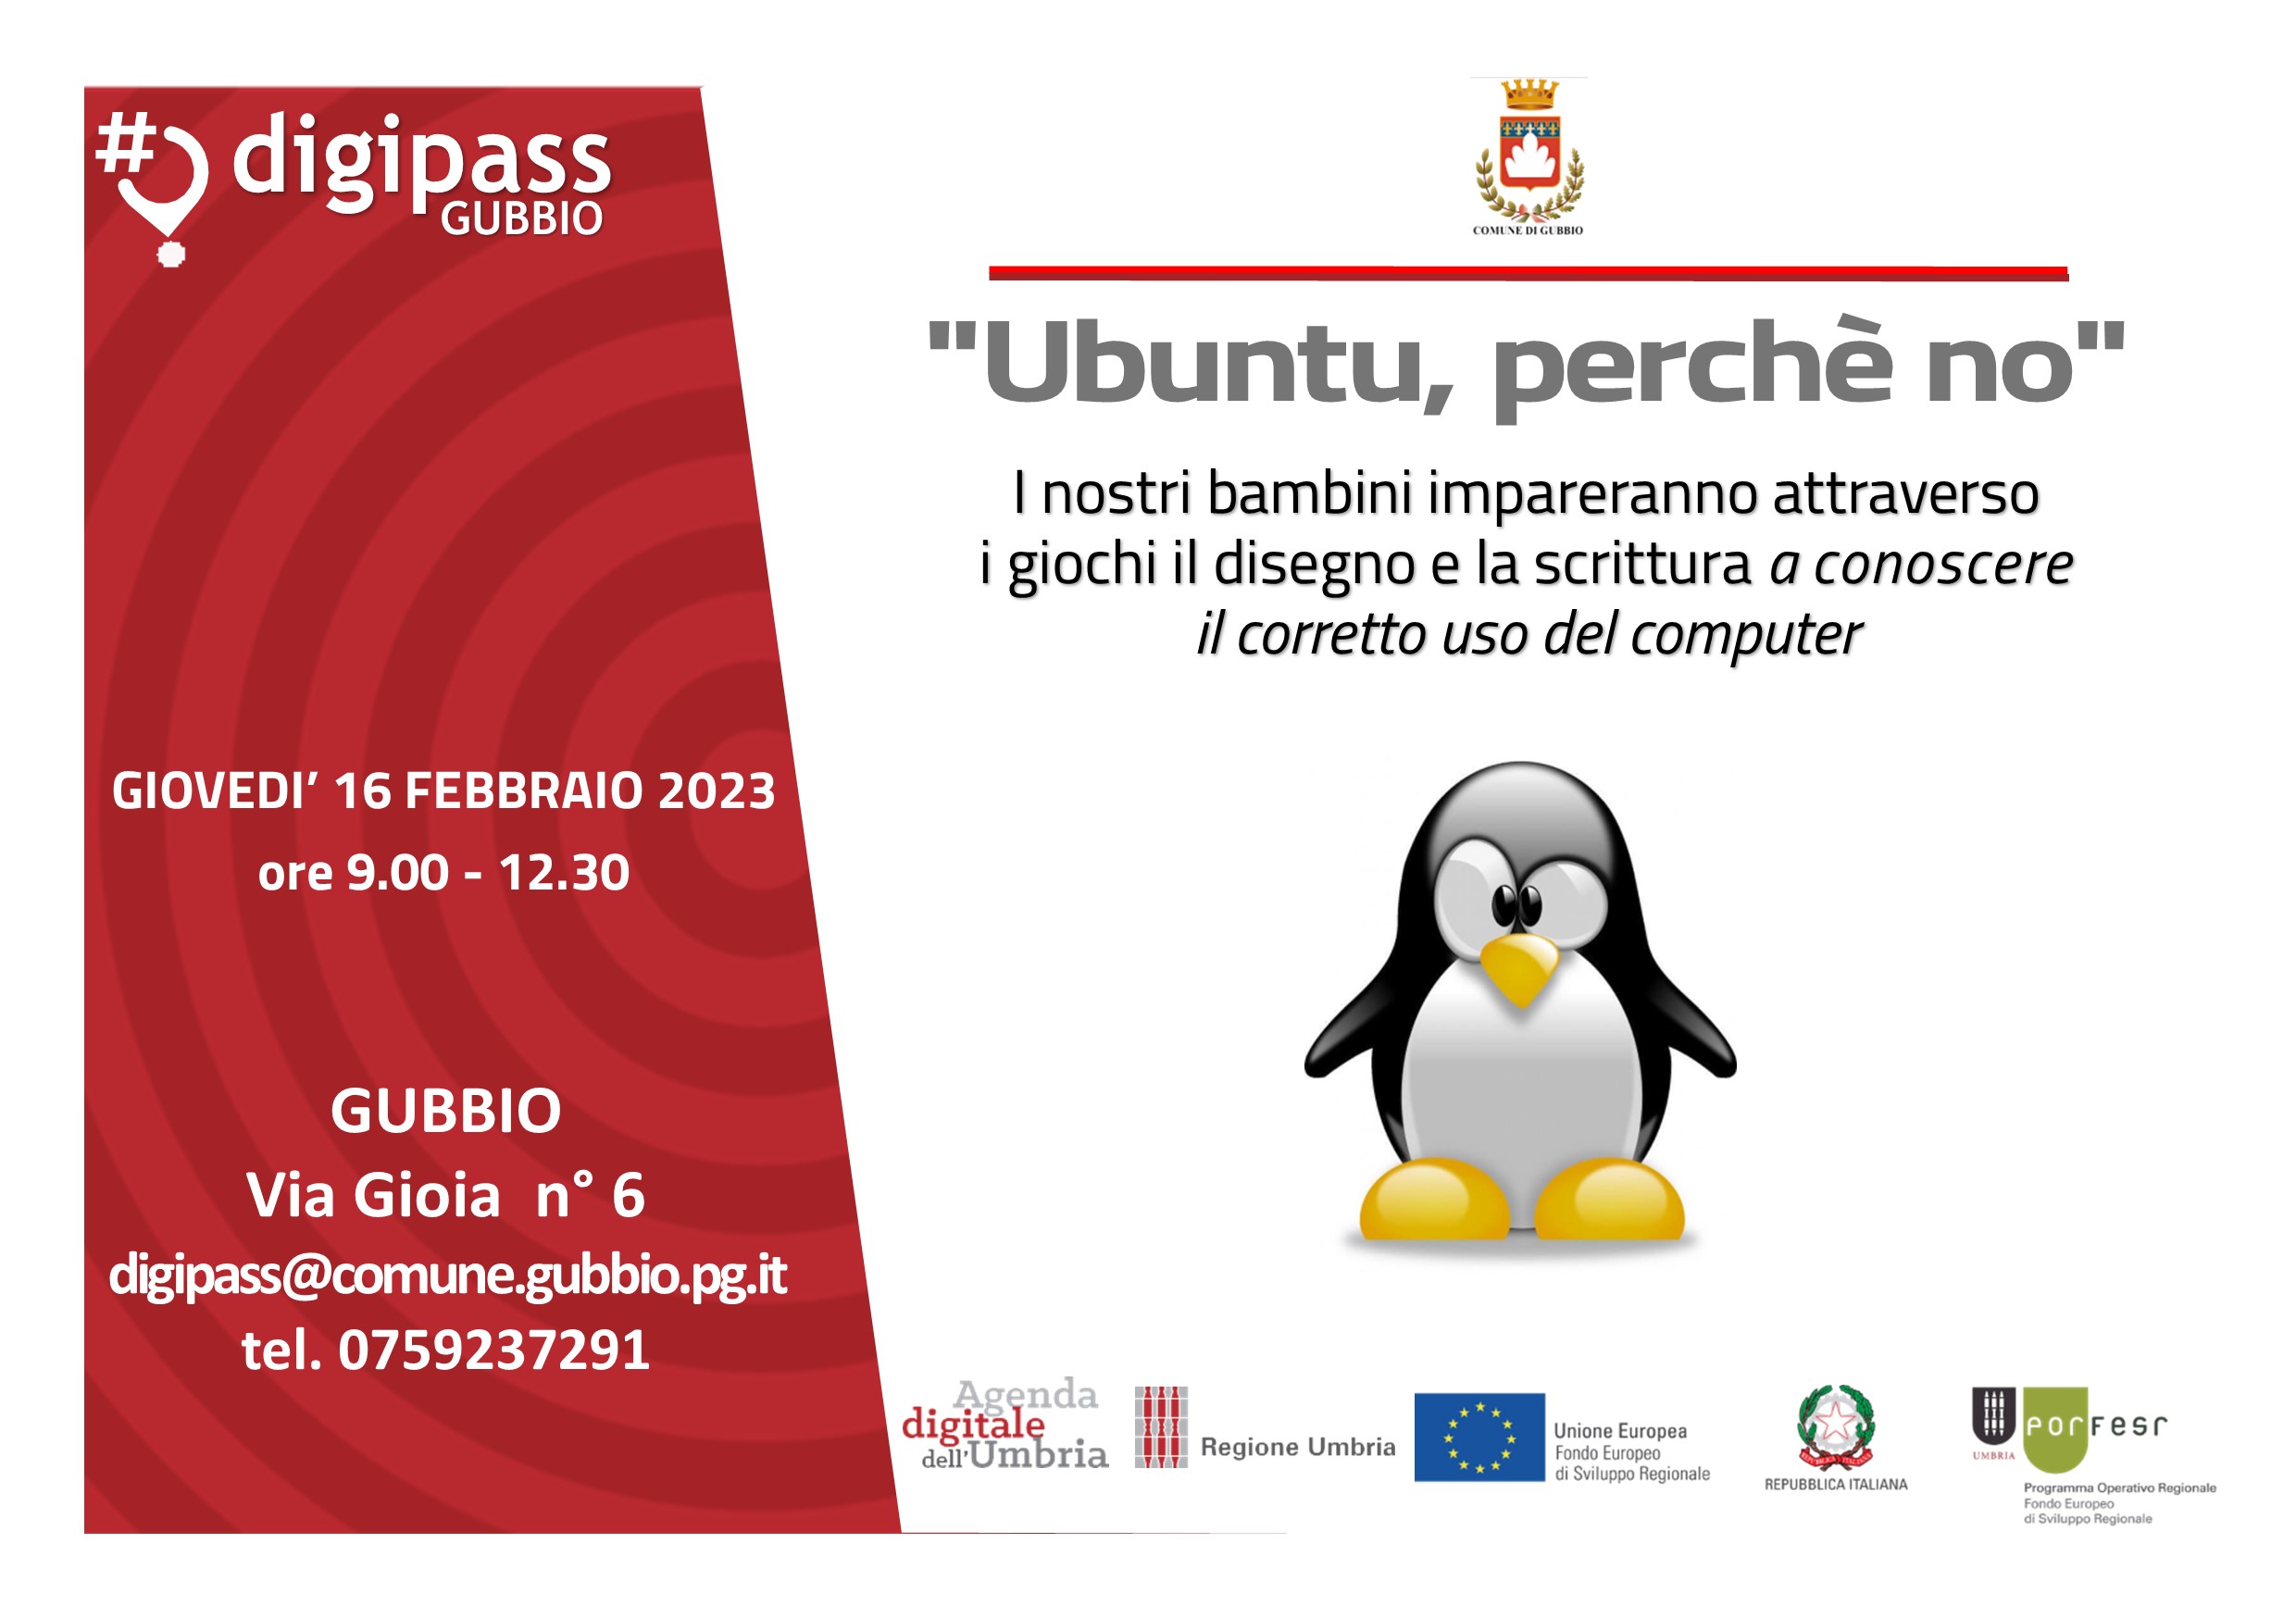 # digipass
GUBBIO
GIOVEDI’ 16 FEBBRAIO 2023
ore 9.00 - 12.30
GUBBIO
Via Gioia n° 6
digipass@comune.gubbio.pg.it
tel. 0759237291
COMUNE DI GUBBIO
"Ubuntu, perchè no"
I nostri bambini impareranno attraverso
i giochi il disegno e la scrittura a conoscere
il corretto uso del computer
Agenda
digitale
dell'Umbria
Regione Umbria
Unione Europea
Fondo Europeo
di Sviluppo Regionale
REPUBBLICA ITALIANA
REPUBBLICA ITALIANA
UMBRIA
porfesr
Programma Operativo Regionale
Fondo Europeo
di Sviluppo Regionale